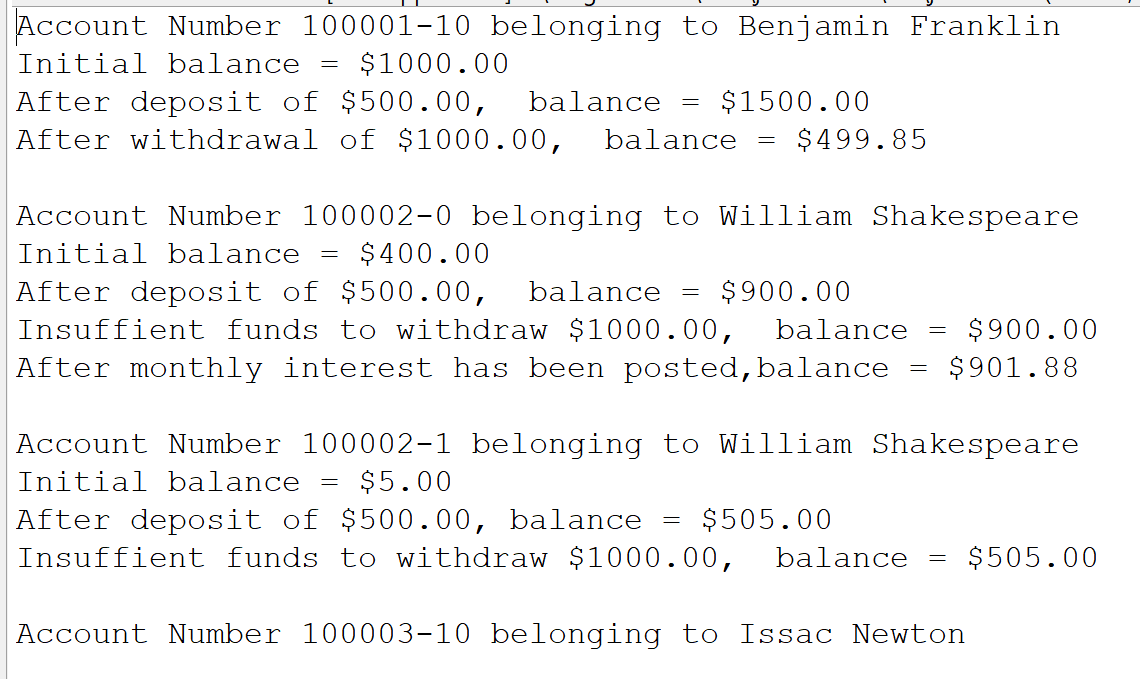 Account Number 100001-10 belonging to Benjamin Franklin
Initial balance = $1000.00
After deposit of $500.00,  balance = $1500.00
After withdrawal of $1000.00,  balance = $499.85

Account Number 100002-0 belonging to William Shakespeare
Initial balance = $400.00
After deposit of $500.00,  balance = $900.00
Insufficient funds to withdraw $1000.00,  balance = $900.00
After monthly interest has been posted,balance = $901.88

Account Number 100002-1 belonging to William Shakespeare
Initial balance = $5.00
After deposit of $500.00, balance = $505.00
Insufficient funds to withdraw $1000.00,  balance = $505.00

Account Number 100003-10 belonging to Issac Newton